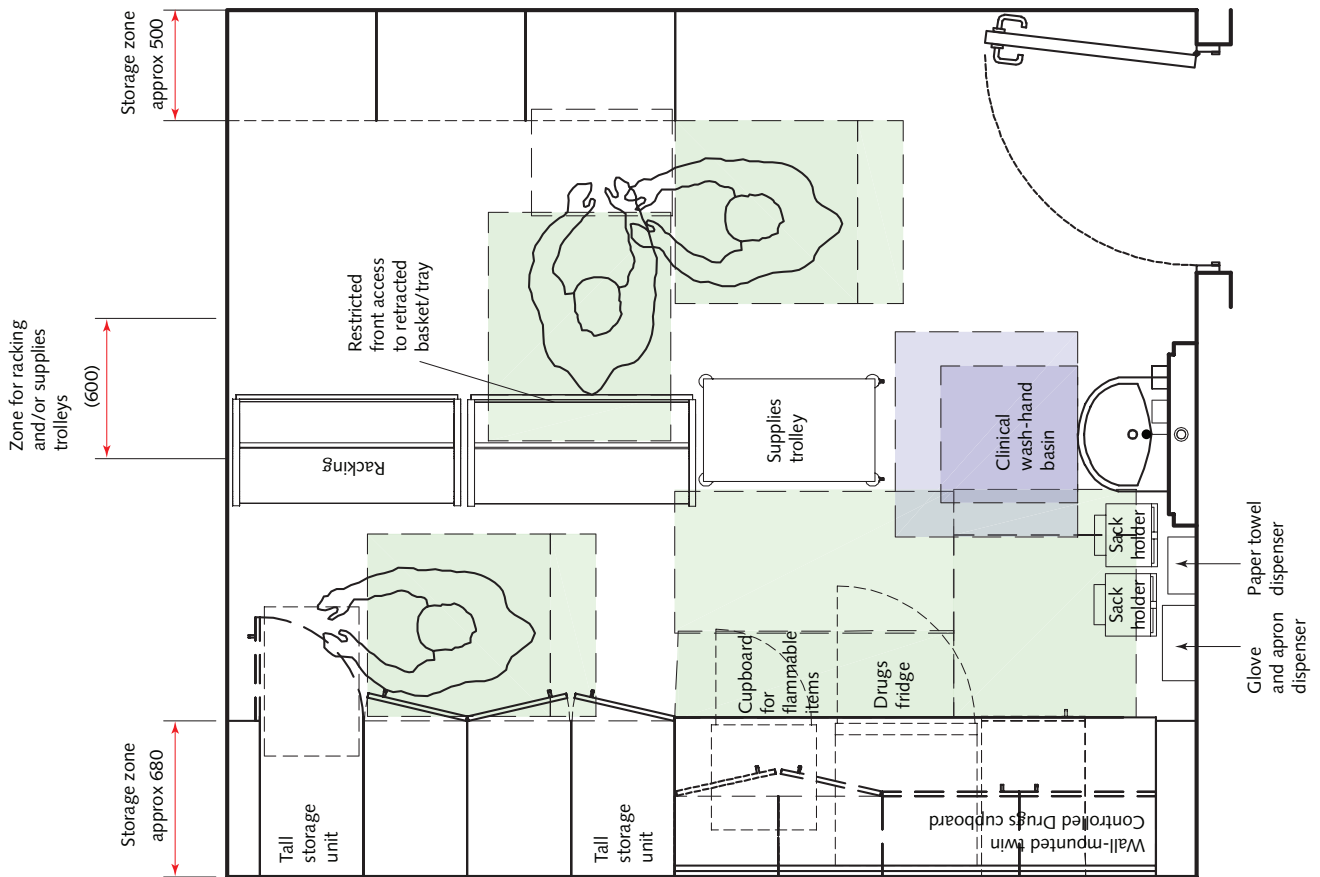 Storage zone
approx 500
Zone for racking
and/or supplies
trolleys
(600)
Restricted
front access
to retracted
basket/tray
Racking
Supplies
trolley
Clinical
wash-hand
basin
Sack
holder
Sack
holder
Paper towel
dispenser
Glove
and apron
dispenser
Cupboard
for
flammable
items
Drugs
fridge
Storage zone
approx 680
Tall
storage
unit
Tall
storage
unit
Wall-mounted twin
Controlled Drugs cupboard